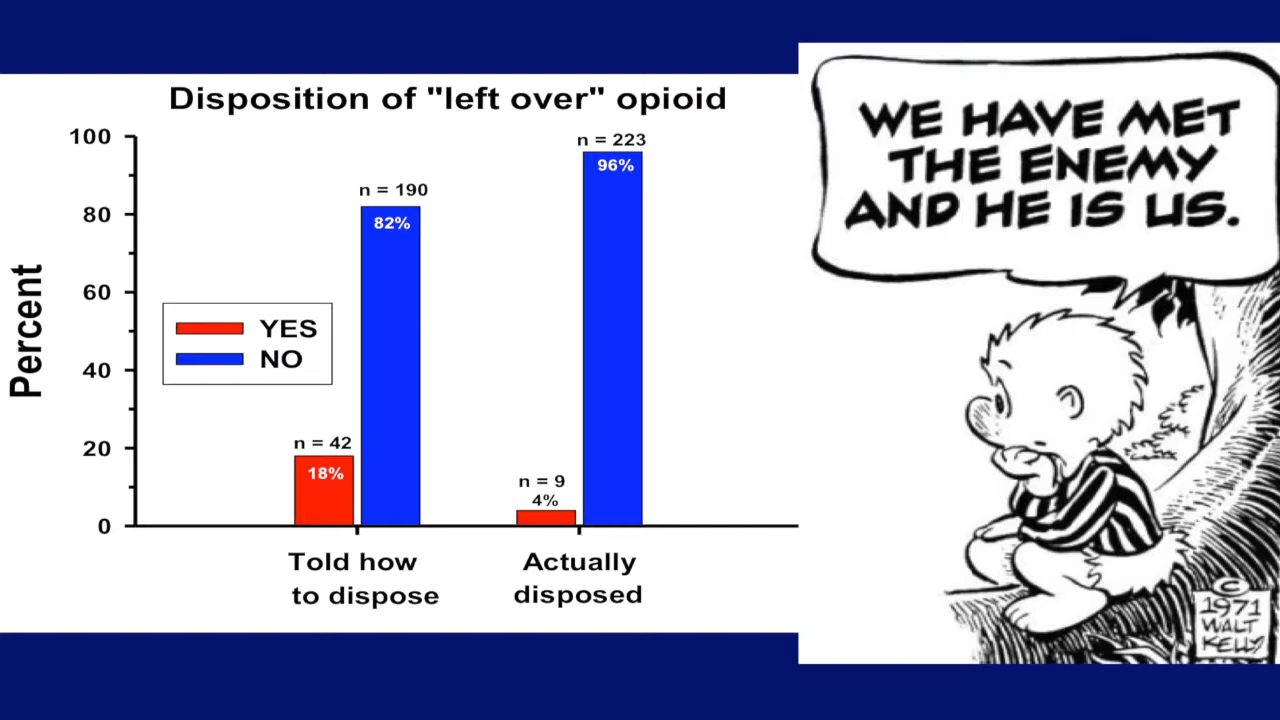 Disposition of "left over" opioid
Percent
100
80
60
40
20
0
n = 190
82%
n = 42
18%
n = 223
96%
n = 9
4%
YES
NO
Told how
to dispose
Actually
disposed
WE HAVE MET
THE ENEMY
AND HE IS US.
©
1971
WALT
KELLY